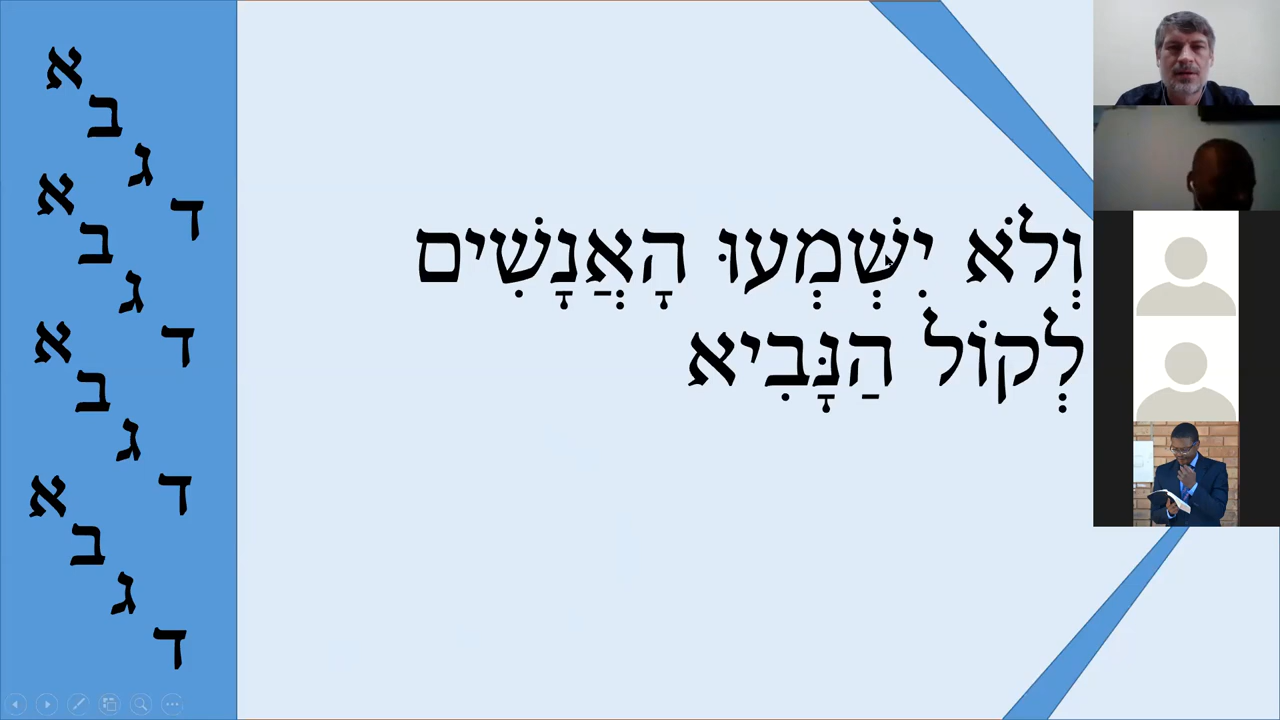 וְלֹא יִשְׁמְעוּ הָאֲנָשִׁים
לְקוֹל הַנָּבִיא
א
ב
ג
ד
א
ב
ג
ד
א
ב
ג
ד
א
ב
ג
ד